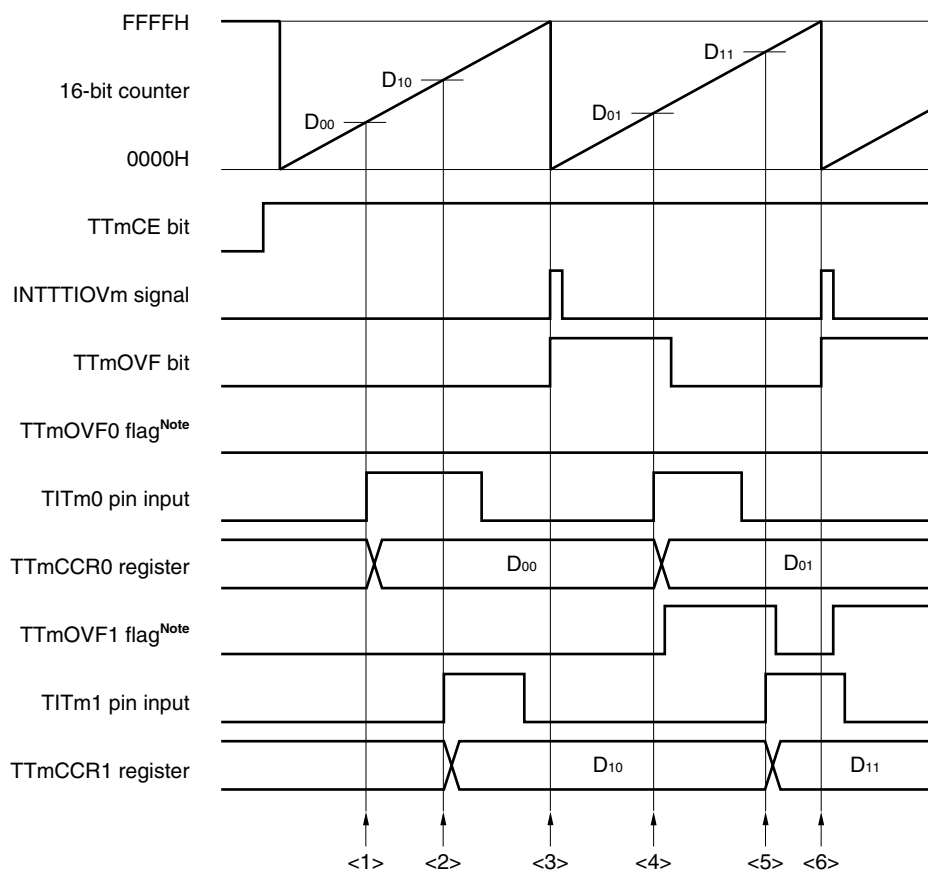 FFFFH
16-bit counter
0000H
D00
D10
D01
D11
TTmCE bit
INTTTIOVm signal
TTmOVF bit
TTmOVF0 flagNote
TITm0 pin input
TTmCCR0 register
D00
D01
TTmOVF1 flagNote
TITm1 pin input
TTmCCR1 register
D10
D11
<1> <2> <3> <4> <5> <6>